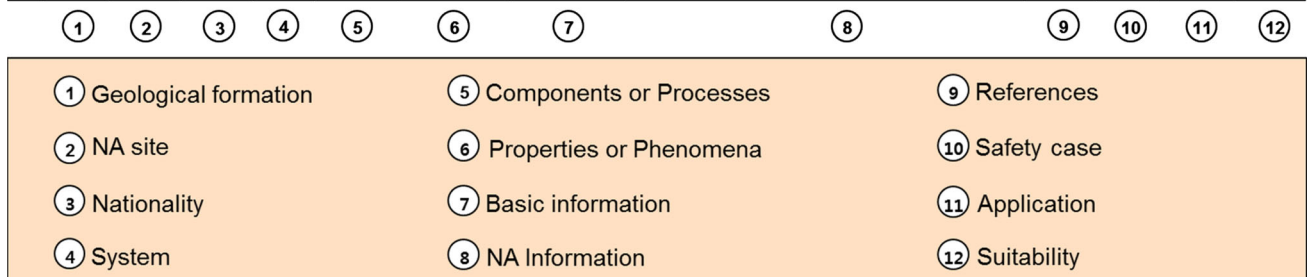 1 2 3 4 5 6 7 8 9 10 11 12
1 Geological formation 5 Components or Processes 9 References
2 NA site 6 Properties or Phenomena 10 Safety case
3 Nationality 7 Basic information 11 Application
4 System 8 NA Information 12 Suitability